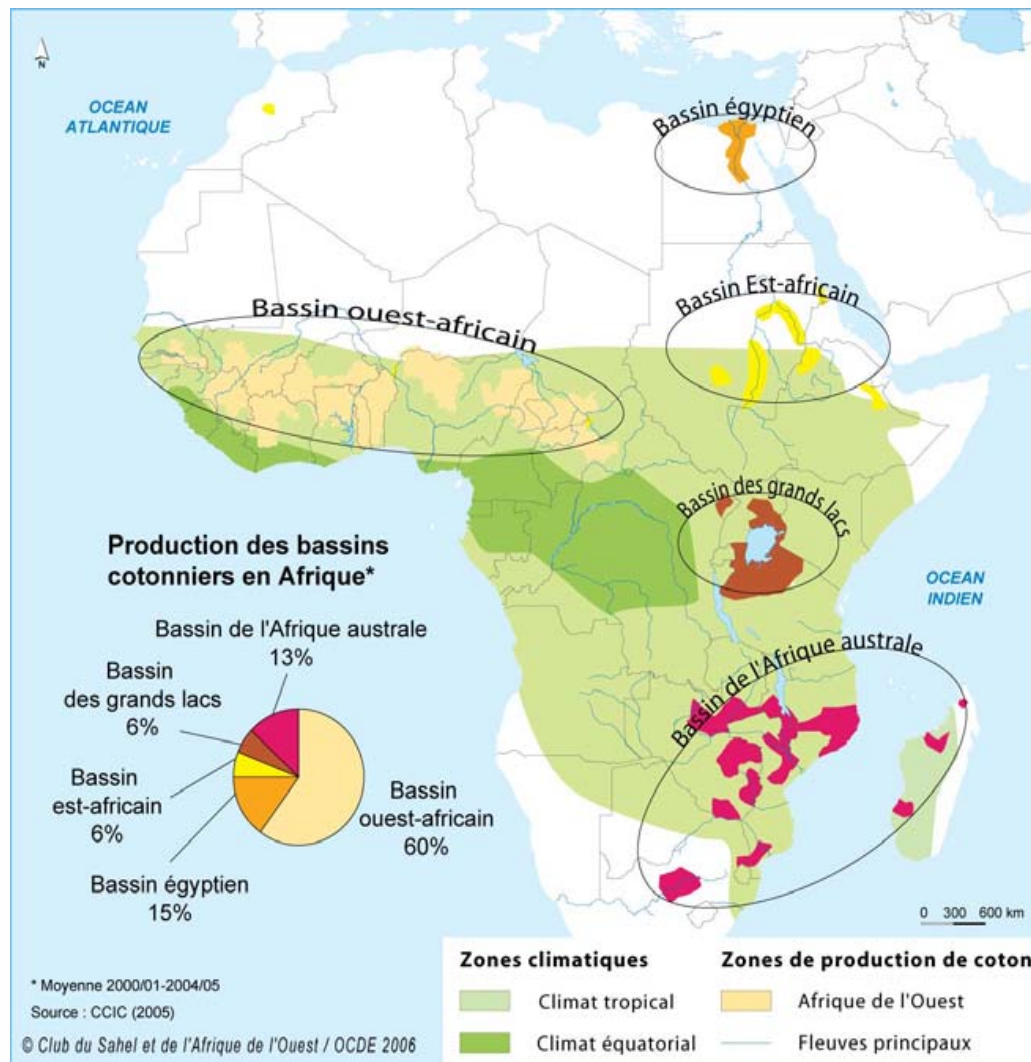 N
OCEAN
ATLANTIQUE
Bassin égyptien
Bassin Est-africain
Bassin ouest-africain
Bassin des grands lacs
OCEAN
INDIEN
Bassin de l'Afrique australe
Production des bassins
cotonniers en Afrique*
Bassin de l'Afrique australe
13%
Bassin
des grands lacs
6%
Bassin
est-africain
6%
Bassin égyptien
15%
Bassin
ouest-africain
60%
0 300 600 km
* Moyenne 2000/01-2004/05
Source : CCIC (2005)
© Club du Sahel et de l'Afrique de l'Ouest / OCDE 2006
Zones climatiques
Climat tropical
Climat équatorial
Zones de production de coton
Afrique de l'Ouest
Fleuves principaux